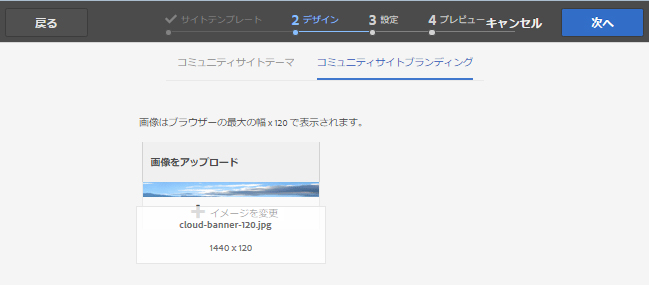 戻る
サイトテンプレート
2 デザイン
3 設定
4 プレビュー
キャンセル
次へ
コミュニティサイトテーマ
コミュニティサイトブランディング
画像はブラウザーの最大の幅 x 120 で表示されます。
画像をアップロード
イメージを変更
cloud-banner-120.jpg
1440 x 120